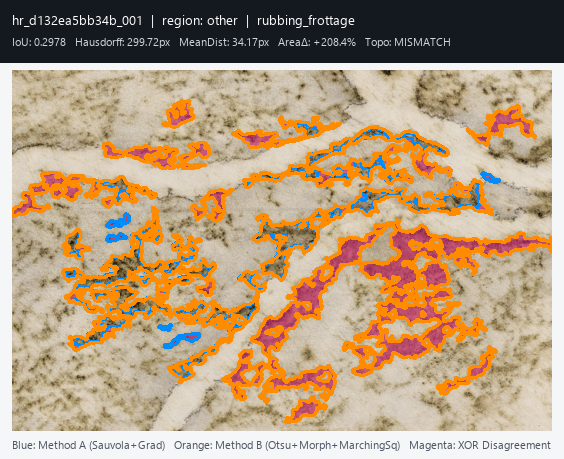 hr_d132ea5bb34b_001 | region: other | rubbing_frottage
IoU: 0.2978 Hausdorff: 299.72px MeanDist: 34.17px AreaΔ: +208.4% Topo: MISMATCH
Blue: Method A (Sauvola+Grad) Orange: Method B (Otsu+Morph+MarchingSq) Magenta: XOR Disagreement